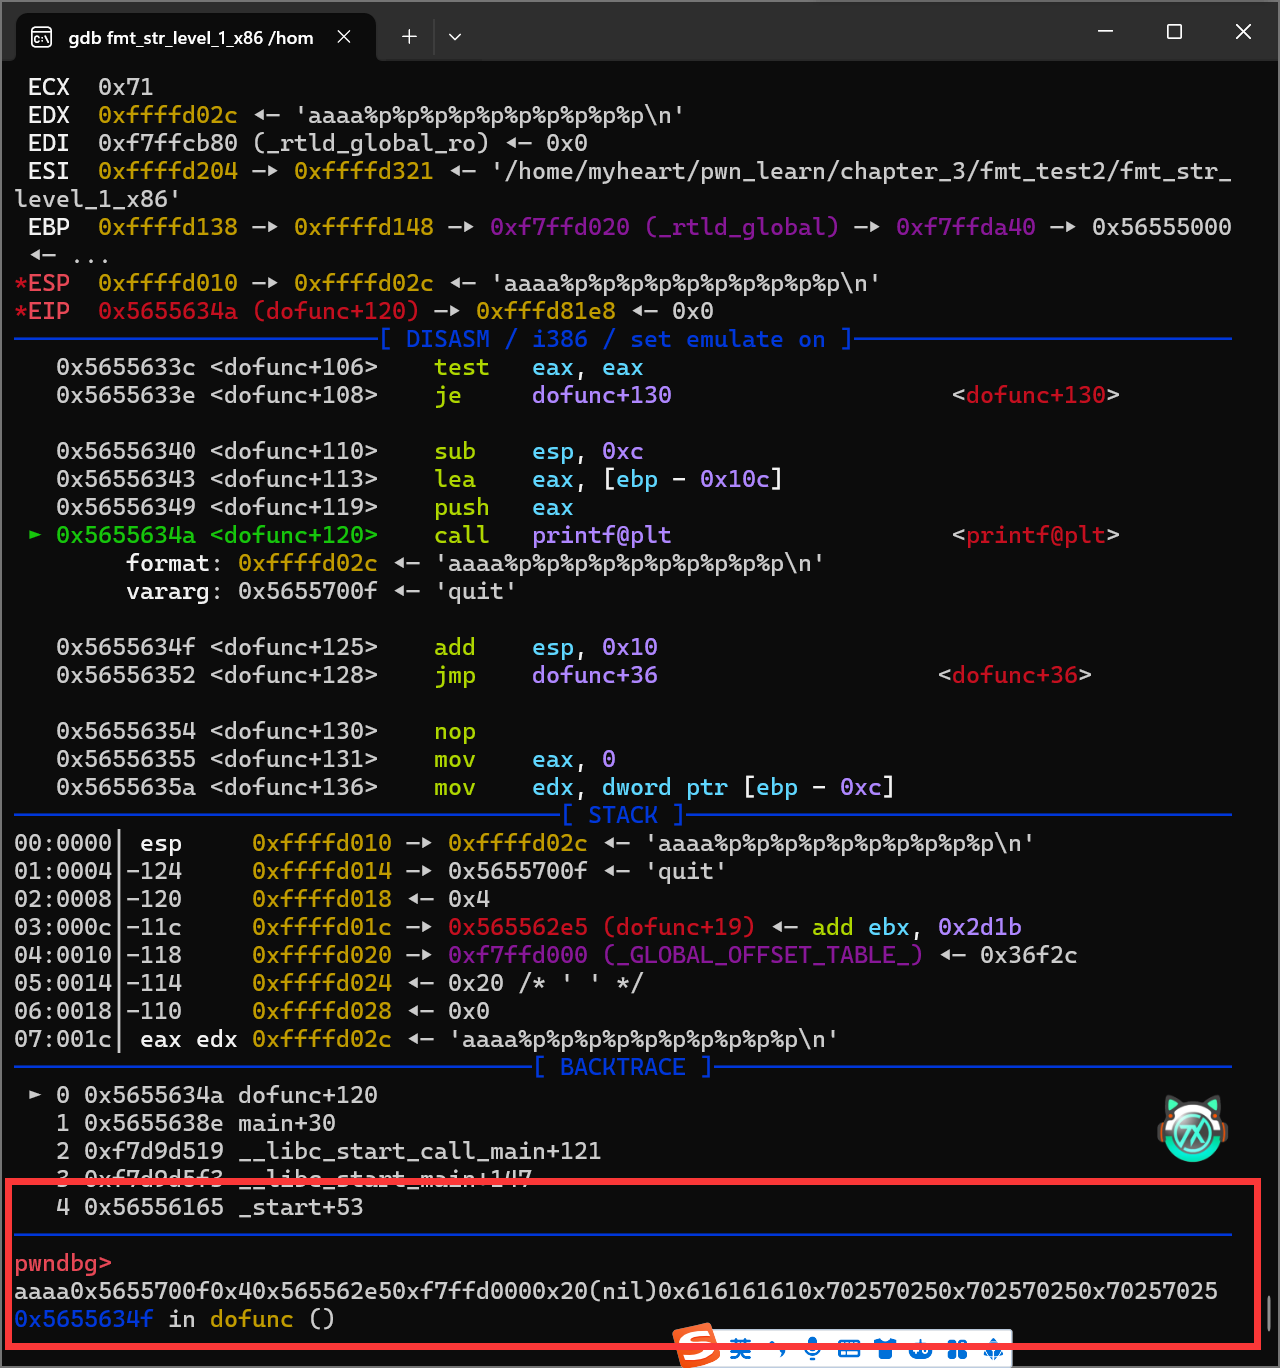 gdb fmt_str_level_1_x86 /hom
ECX 0x71
EDX 0xffffd02c ◂— 'aaaa%p%p%p%p%p%p%p%p%p%p\n'
EDI 0xf7ffcb80 (_rtld_global_ro) ◂— 0x0
ESI 0xffffd204 —▸ 0xffffd321 ◂— '/home/myheart/pwn_learn/chapter_3/fmt_test2/fmt_str_
level_1_x86'
EBP 0xffffd138 —▸ 0xffffd148 —▸ 0xf7ffd020 (_rtld_global) —▸ 0xf7ffda40 —▸ 0x56555000
◂— ...
*ESP 0xffffd010 —▸ 0xffffd02c ◂— 'aaaa%p%p%p%p%p%p%p%p%p%p\n'
*EIP 0x5655634a (dofunc+120) —▸ 0xfffd81e8 ◂— 0x0
[ DISASM / i386 / set emulate on ]
0x5655633c <dofunc+106> test eax, eax
0x5655633e <dofunc+108> je dofunc+130 <dofunc+130>
0x56556340 <dofunc+110> sub esp, 0xc
0x56556343 <dofunc+113> lea eax, [ebp - 0x10c]
0x56556349 <dofunc+119> push eax
► 0x5655634a <dofunc+120> call printf@plt <printf@plt>
format: 0xffffd02c ◂— 'aaaa%p%p%p%p%p%p%p%p%p%p\n'
vararg: 0x5655700f ◂— 'quit'
0x5655634f <dofunc+125> add esp, 0x10
0x56556352 <dofunc+128> jmp dofunc+36 <dofunc+36>
0x56556354 <dofunc+130> nop
0x56556355 <dofunc+131> mov eax, 0
0x5655635a <dofunc+136> mov edx, dword ptr [ebp - 0xc]
[ STACK ]
00:0000│ esp 0xffffd010 —▸ 0xffffd02c ◂— 'aaaa%p%p%p%p%p%p%p%p%p%p\n'
01:0004│-124 0xffffd014 —▸ 0x5655700f ◂— 'quit'
02:0008│-120 0xffffd018 ◂— 0x4
03:000c│-11c 0xffffd01c —▸ 0x565562e5 (dofunc+19) ◂— add ebx, 0x2d1b
04:0010│-118 0xffffd020 —▸ 0xf7ffd000 (_GLOBAL_OFFSET_TABLE_) ◂— 0x36f2c
05:0014│-114 0xffffd024 ◂— 0x20 /* ' ' */
06:0018│-110 0xffffd028 ◂— 0x0
07:001c│ eax edx 0xffffd02c ◂— 'aaaa%p%p%p%p%p%p%p%p%p%p\n'
[ BACKTRACE ]
► 0 0x5655634a dofunc+120
1 0x5655638e main+30
2 0xf7d9d519 __libc_start_call_main+121
3 0xf7d9d5f3 __libc_start_main+147
4 0x56556165 _start+53
pwndbg>
aaaa0x5655700f0x40x565562e50xf7ffd0000x20(nil)0x616161610x702570250x702570250x70257025
0x5655634f in dofunc ()
英